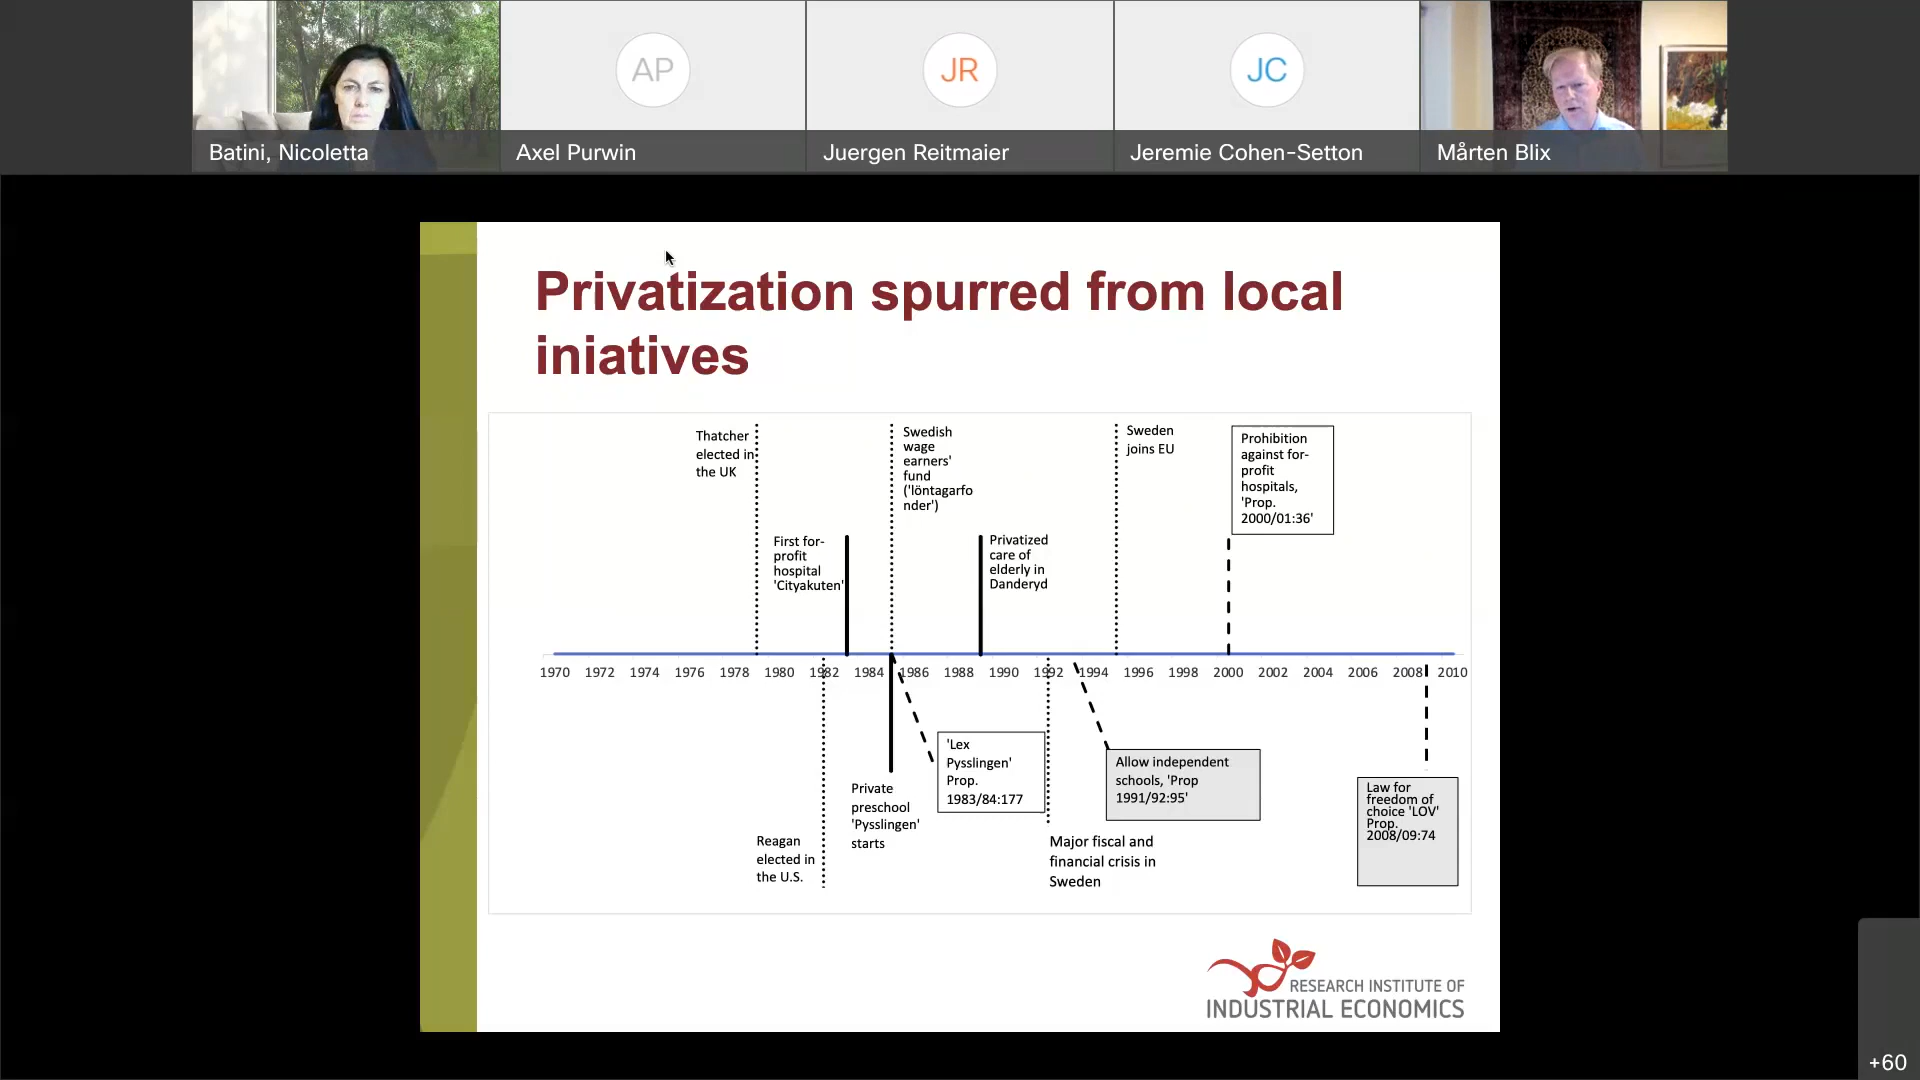 AP
JR
JC
Batini, Nicoletta
Axel Purwin
Juergen Reitmaier
Jeremie Cohen-Setton
Mårten Blix
Privatization spurred from local
iniatives
Thatcher
elected in
the UK
Swedish
wage
earners'
fund
('löntagarfo
nder')
Sweden
joins EU
Prohibition
against for-
profit
hospitals,
'Prop.
2000/01:36'
First for-
profit
hospital
'Cityakuten'
Privatized
care of
elderly in
Danderyd
1970 1972 1974 1976 1978 1980 1982 1984 1986 1988 1990 1992 1994 1996 1998 2000 2002 2004 2006 2008 2010
'Lex
Pysslingen'
Prop.
1983/84:177
Allow independent
schools, 'Prop
1991/92:95'
Law for
freedom of
choice 'LOV'
Prop.
2008/09:74
Private
preschool
'Pysslingen'
starts
Reagan
elected in
the U.S.
Major fiscal and
financial crisis in
Sweden
RESEARCH INSTITUTE OF
INDUSTRIAL ECONOMICS
+60